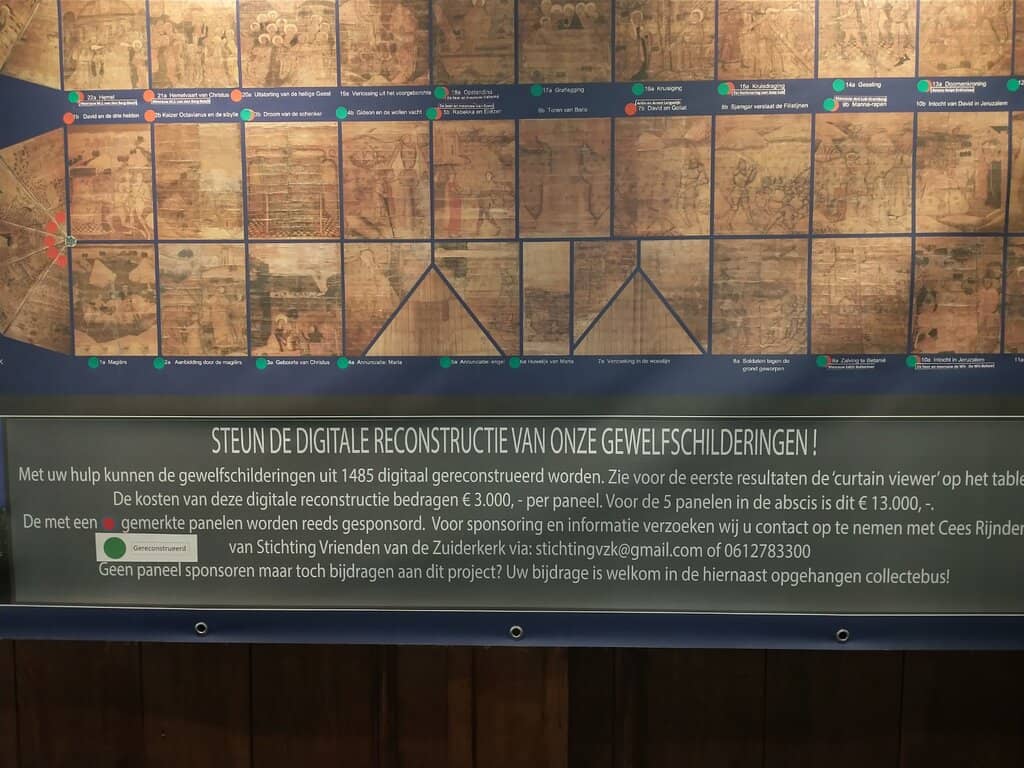 22a Hemel 21a Hemelvaart van Christus 20a Uitstorting van de heilige Geest 19a Verlossing uit het voorgeborchte 18a Opstanding 17a Graflegging 16a Kruisiging 15a Kruisdraging 14a Geseling 13a Doornenkroning
David en de drie helden Keizer Octavianus en de sibylle Droom van de schenker Gideon en de wollen vacht 5b Rebekka en Eliëzer 6b Toren van Babel 7b David en Goliat 8b Sjamgar verslaat de Filistijnen 9b Manna-rapen 10b Intocht van David in Jeruzalem
1a Magiërs 2a Aanbidding door de magiërs 3a Geboorte van Christus 4a Annunciatie: Maria 5a Annunciatie: engel 6a Huwelijk van Maria 7a Verzoeking in de woestijn 8a Soldaten tegen de 9a Zalving te Betanië 10a Intocht in Jeruzalem 11a
grond geworpen
STEUN DE DIGITALE RECONSTRUCTIE VAN ONZE GEWELFSCHILDERINGEN !
Met uw hulp kunnen de gewelfschilderingen uit 1485 digitaal gereconstrueerd worden. Zie voor de eerste resultaten de ‘curtain viewer’ op het table
De kosten van deze digitale reconstructie bedragen € 3.000, - per paneel. Voor de 5 panelen in de abscis is dit € 13.000, -.
De met een gemerkte panelen worden reeds gesponsord. Voor sponsoring en informatie verzoeken wij u contact op te nemen met Cees Rijnder
Gereconstrueerd
van Stichting Vrienden van de Zuiderkerk via: stichtingvzk@gmail.com of 0612783300
Geen paneel sponsoren maar toch bijdragen aan dit project? Uw bijdrage is welkom in de hiernaast opgehangen collectebus!